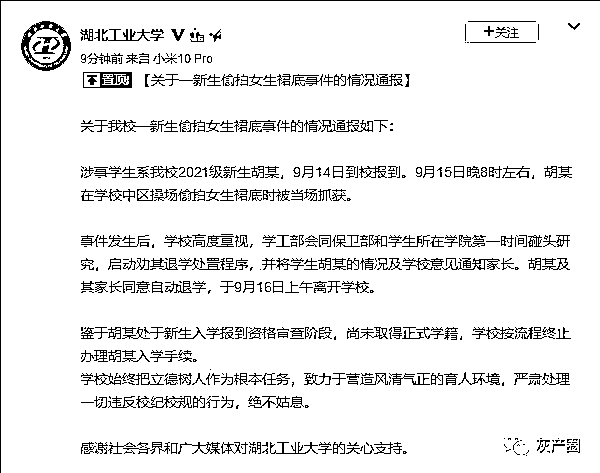 湖北工业大学
+关注
9分钟前 来自 小米10 Pro
置顶 【关于一新生偷拍女生裙底事件的情况通报】
关于我校一新生偷拍女生裙底事件的情况通报如下：
涉事学生系我校2021级新生胡某，9月14日到校报到。9月15日晚8时左右，胡某
在学校中区操场偷拍女生裙底时被当场抓获。
事件发生后，学校高度重视，学工部会同保卫部和学生所在学院第一时间碰头研
究，启动劝其退学处置程序，并将学生胡某的情况及学校意见通知家长。胡某及
其家长同意自动退学，于9月16日上午离开学校。
鉴于胡某处于新生入学报到资格审查阶段，尚未取得正式学籍，学校按流程终止
办理胡某入学手续。
学校始终把立德树人作为根本任务，致力于营造风清气正的育人环境，严肃处理
一切违反校纪校规的行为，绝不姑息。
感谢社会各界和广大媒体对湖北工业大学的关心支持。
灰产圈